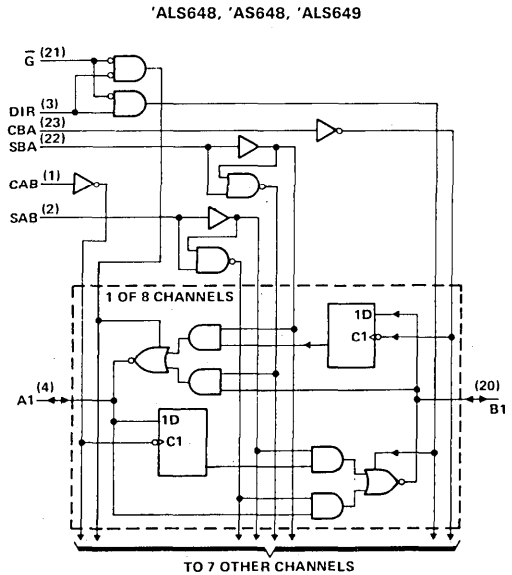 'ALS648, 'AS648, 'ALS649
G̅ (21)
DIR (3)
CBA (23)
SBA (22)
CAB (1)
SAB (2)
1 OF 8 CHANNELS
1D
C1
A1 (4)
(20)
B1
1D
C1
TO 7 OTHER CHANNELS